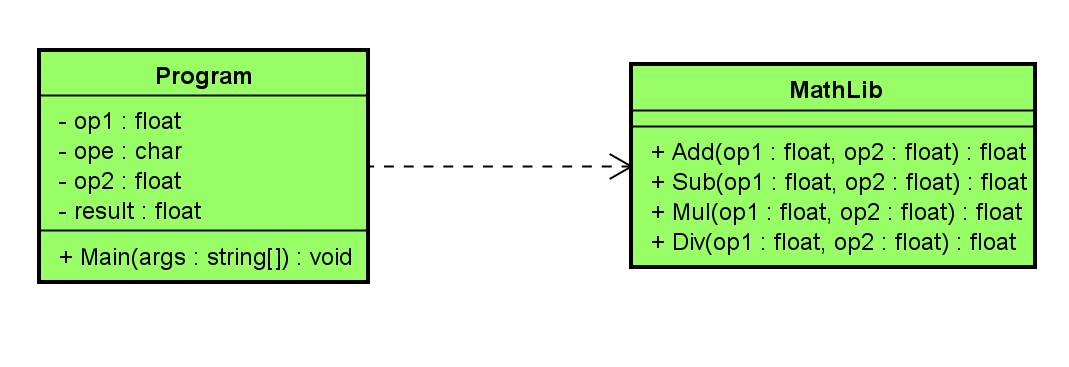 Program
- op1 : float
- ope : char
- op2 : float
- result : float
+ Main(args : string[]) : void
MathLib
+ Add(op1 : float, op2 : float) : float
+ Sub(op1 : float, op2 : float) : float
+ Mul(op1 : float, op2 : float) : float
+ Div(op1 : float, op2 : float) : float